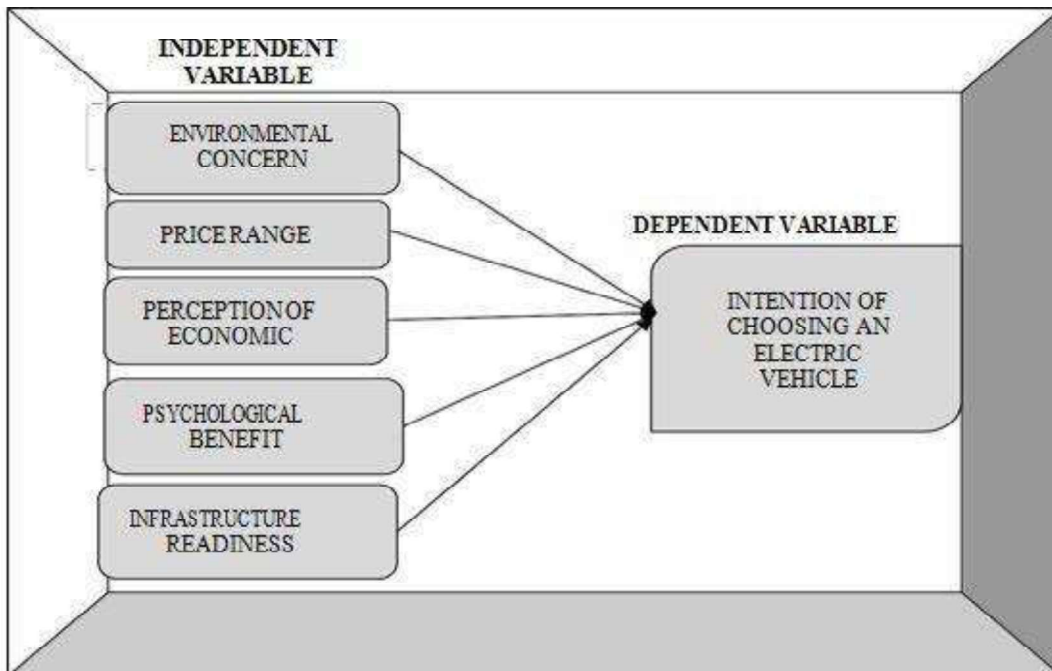 INDEPENDENT
VARIABLE
ENVIRONMENTAL
CONCERN
PRICE RANGE
PERCEPTION OF
ECONOMIC
PSYCHOLOGICAL
BENEFIT
INFRASTRUCTURE
READINESS
DEPENDENT VARIABLE
INTENTION OF
CHOOSING AN
ELECTRIC
VEHICLE